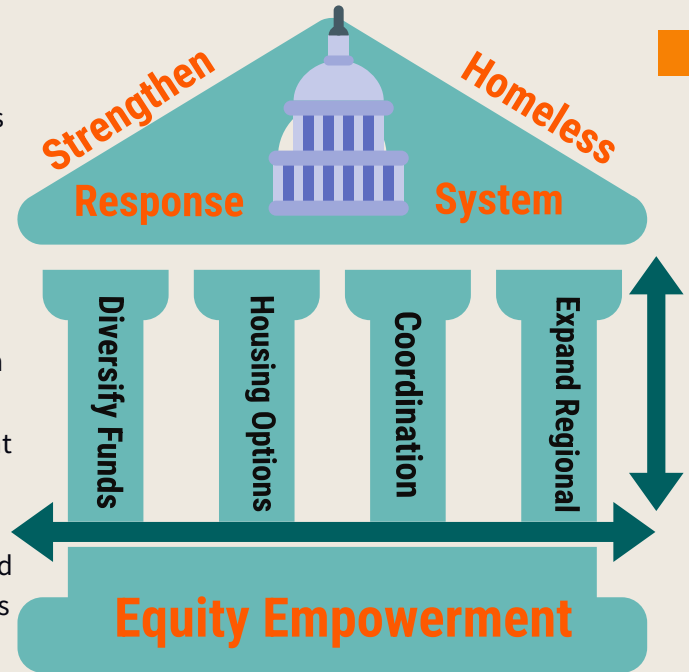 Strengthen
Homeless
Response
System
Diversify Funds
Housing Options
Coordination
Expand Regional
Equity Empowerment